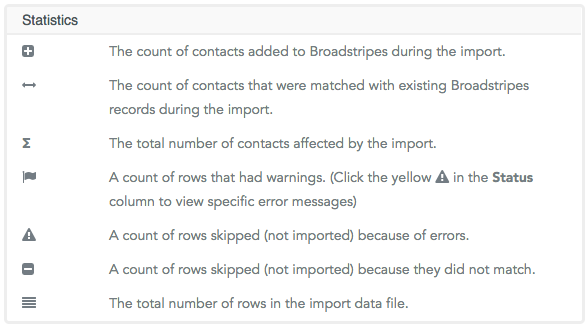 Statistics
The count of contacts added to Broadstripes during the import.
The count of contacts that were matched with existing Broadstripes
records during the import.
Σ The total number of contacts affected by the import.
A count of rows that had warnings. (Click the yellow in the Status
column to view specific error messages)
A count of rows skipped (not imported) because of errors.
A count of rows skipped (not imported) because they did not match.
The total number of rows in the import data file.